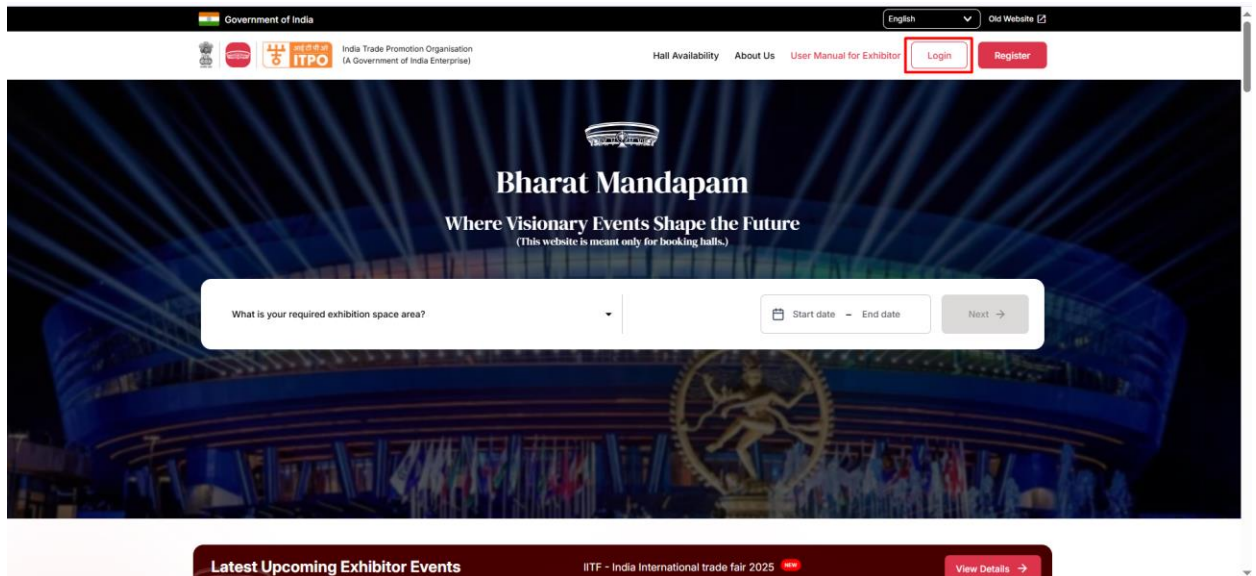 Government of India
English
Old Website
आई टी पी ओ
ITPO
India Trade Promotion Organisation
(A Government of India Enterprise)
Hall Availability
About Us
User Manual for Exhibitor
Login
Register
Bharat Mandapam
Where Visionary Events Shape the Future
(This website is meant only for booking halls.)
What is your required exhibition space area?
Start date – End date
Next
Latest Upcoming Exhibitor Events
IITF - India International trade fair 2025 NEW
View Details